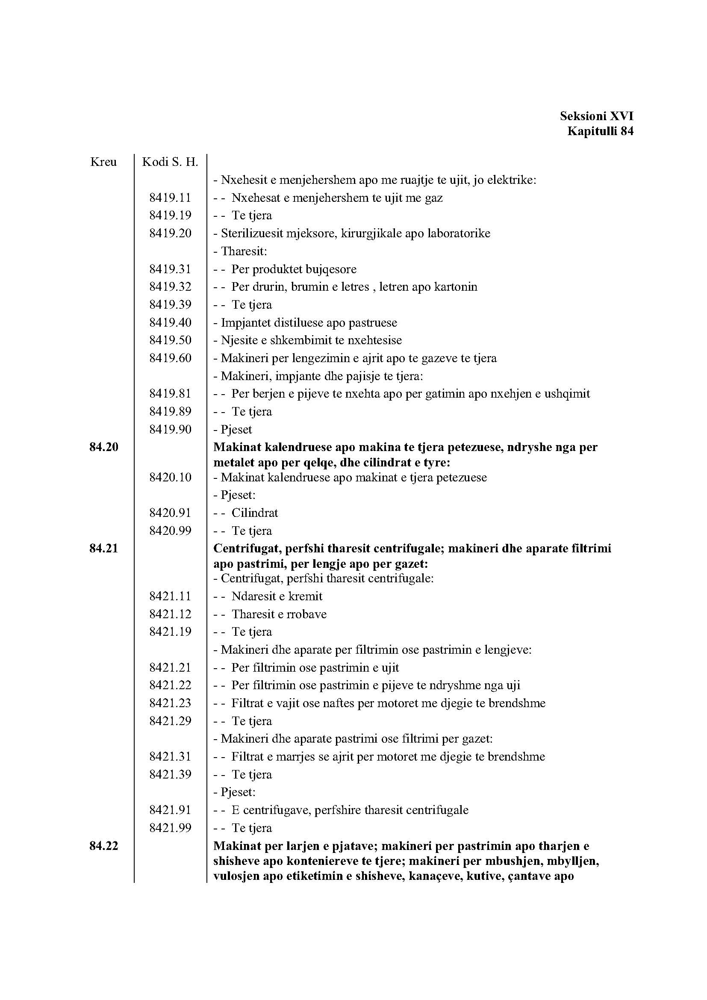 Seksioni XVI
Kapitulli 84
Kreu Kodi S. H.
- Nxehesit e menjehershem apo me ruajtje te ujit, jo elektrike:
8419.11 - - Nxehesat e menjehershem te ujit me gaz
8419.19 - - Te tjera
8419.20 - Sterilizuesit mjeksore, kirurgjikale apo laboratorike
- Tharesit:
8419.31 - - Per produktet bujqesore
8419.32 - - Per drurin, brumin e letres , letren apo kartonin
8419.39 - - Te tjera
8419.40 - Impjantet distiluese apo pastruese
8419.50 - Njesite e shkembimit te nxehtesise
8419.60 - Makineri per lengezimin e ajrit apo te gazeve te tjera
- Makineri, impjante dhe pajisje te tjera:
8419.81 - - Per berjen e pijeve te nxehta apo per gatimin apo nxehjen e ushqimit
8419.89 - - Te tjera
8419.90 - Pjeset
84.20 Makinat kalendruese apo makina te tjera petezuese, ndryshe nga per
metalet apo per qelqe, dhe cilindrat e tyre:
8420.10 - Makinat kalendruese apo makinat e tjera petezuese
- Pjeset:
8420.91 - - Cilindrat
8420.99 - - Te tjera
84.21 Centrifugat, perfshi tharesit centrifugale; makineri dhe aparate filtrimi
apo pastrimi, per lengje apo per gazet:
- Centrifugat, perfshi tharesit centrifugale:
8421.11 - - Ndaresit e kremit
8421.12 - - Tharesit e rrobave
8421.19 - - Te tjera
- Makineri dhe aparate per filtrimin ose pastrimin e lengjeve:
8421.21 - - Per filtrimin ose pastrimin e ujit
8421.22 - - Per filtrimin ose pastrimin e pijeve te ndryshme nga uji
8421.23 - - Filtrat e vajit ose naftes per motoret me djegie te brendshme
8421.29 - - Te tjera
- Makineri dhe aparate pastrimi ose filtrimi per gazet:
8421.31 - - Filtrat e marrjes se ajrit per motoret me djegie te brendshme
8421.39 - - Te tjera
- Pjeset:
8421.91 - - E centrifugave, perfshire tharesit centrifugale
8421.99 - - Te tjera
84.22 Makinat per larjen e pjatave; makineri per pastrimin apo tharjen e
shisheve apo konteniereve te tjere; makineri per mbushjen, mbylljen,
vulosjen apo etiketimin e shisheve, kanaçeve, kutive, çantave apo